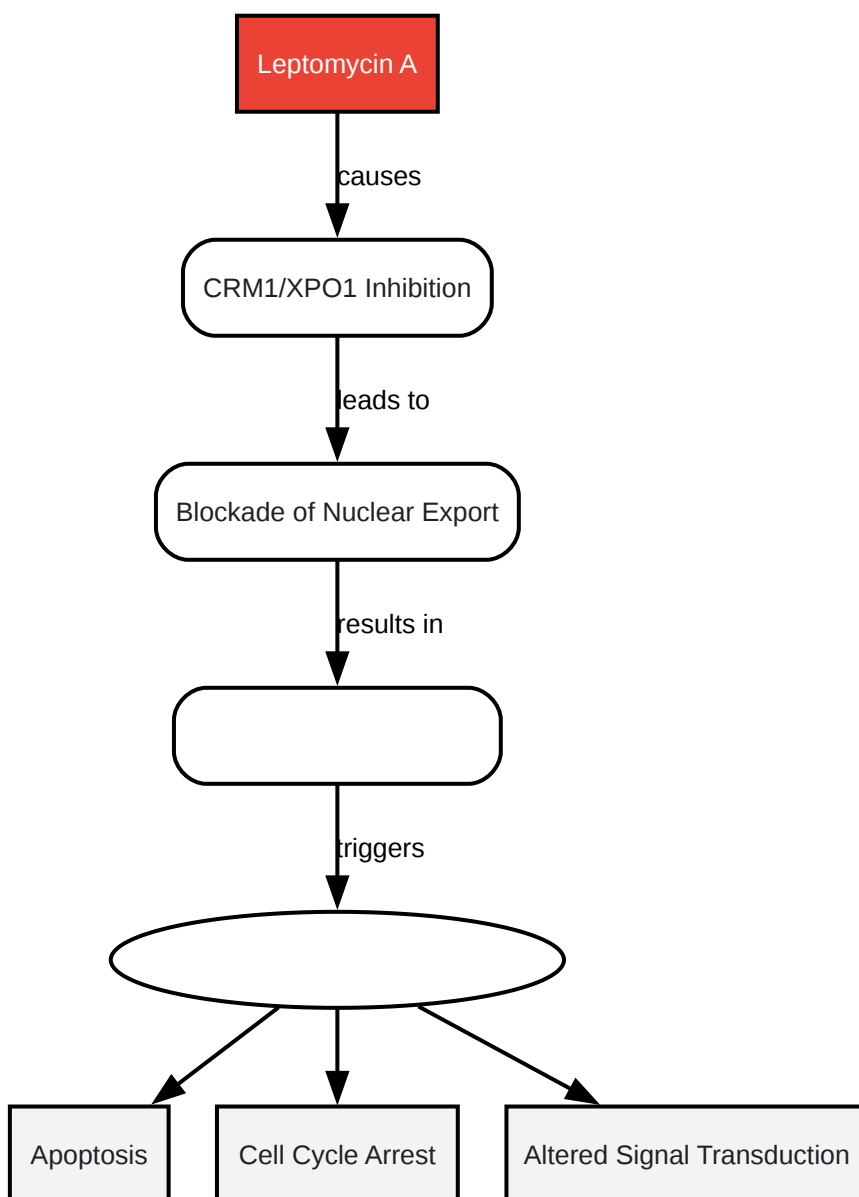 Leptomycin A
causes
CRM1/XPO1 Inhibition
leads to
Blockade of Nuclear Export
results in
triggers
Apoptosis
Cell Cycle Arrest
Altered Signal Transduction